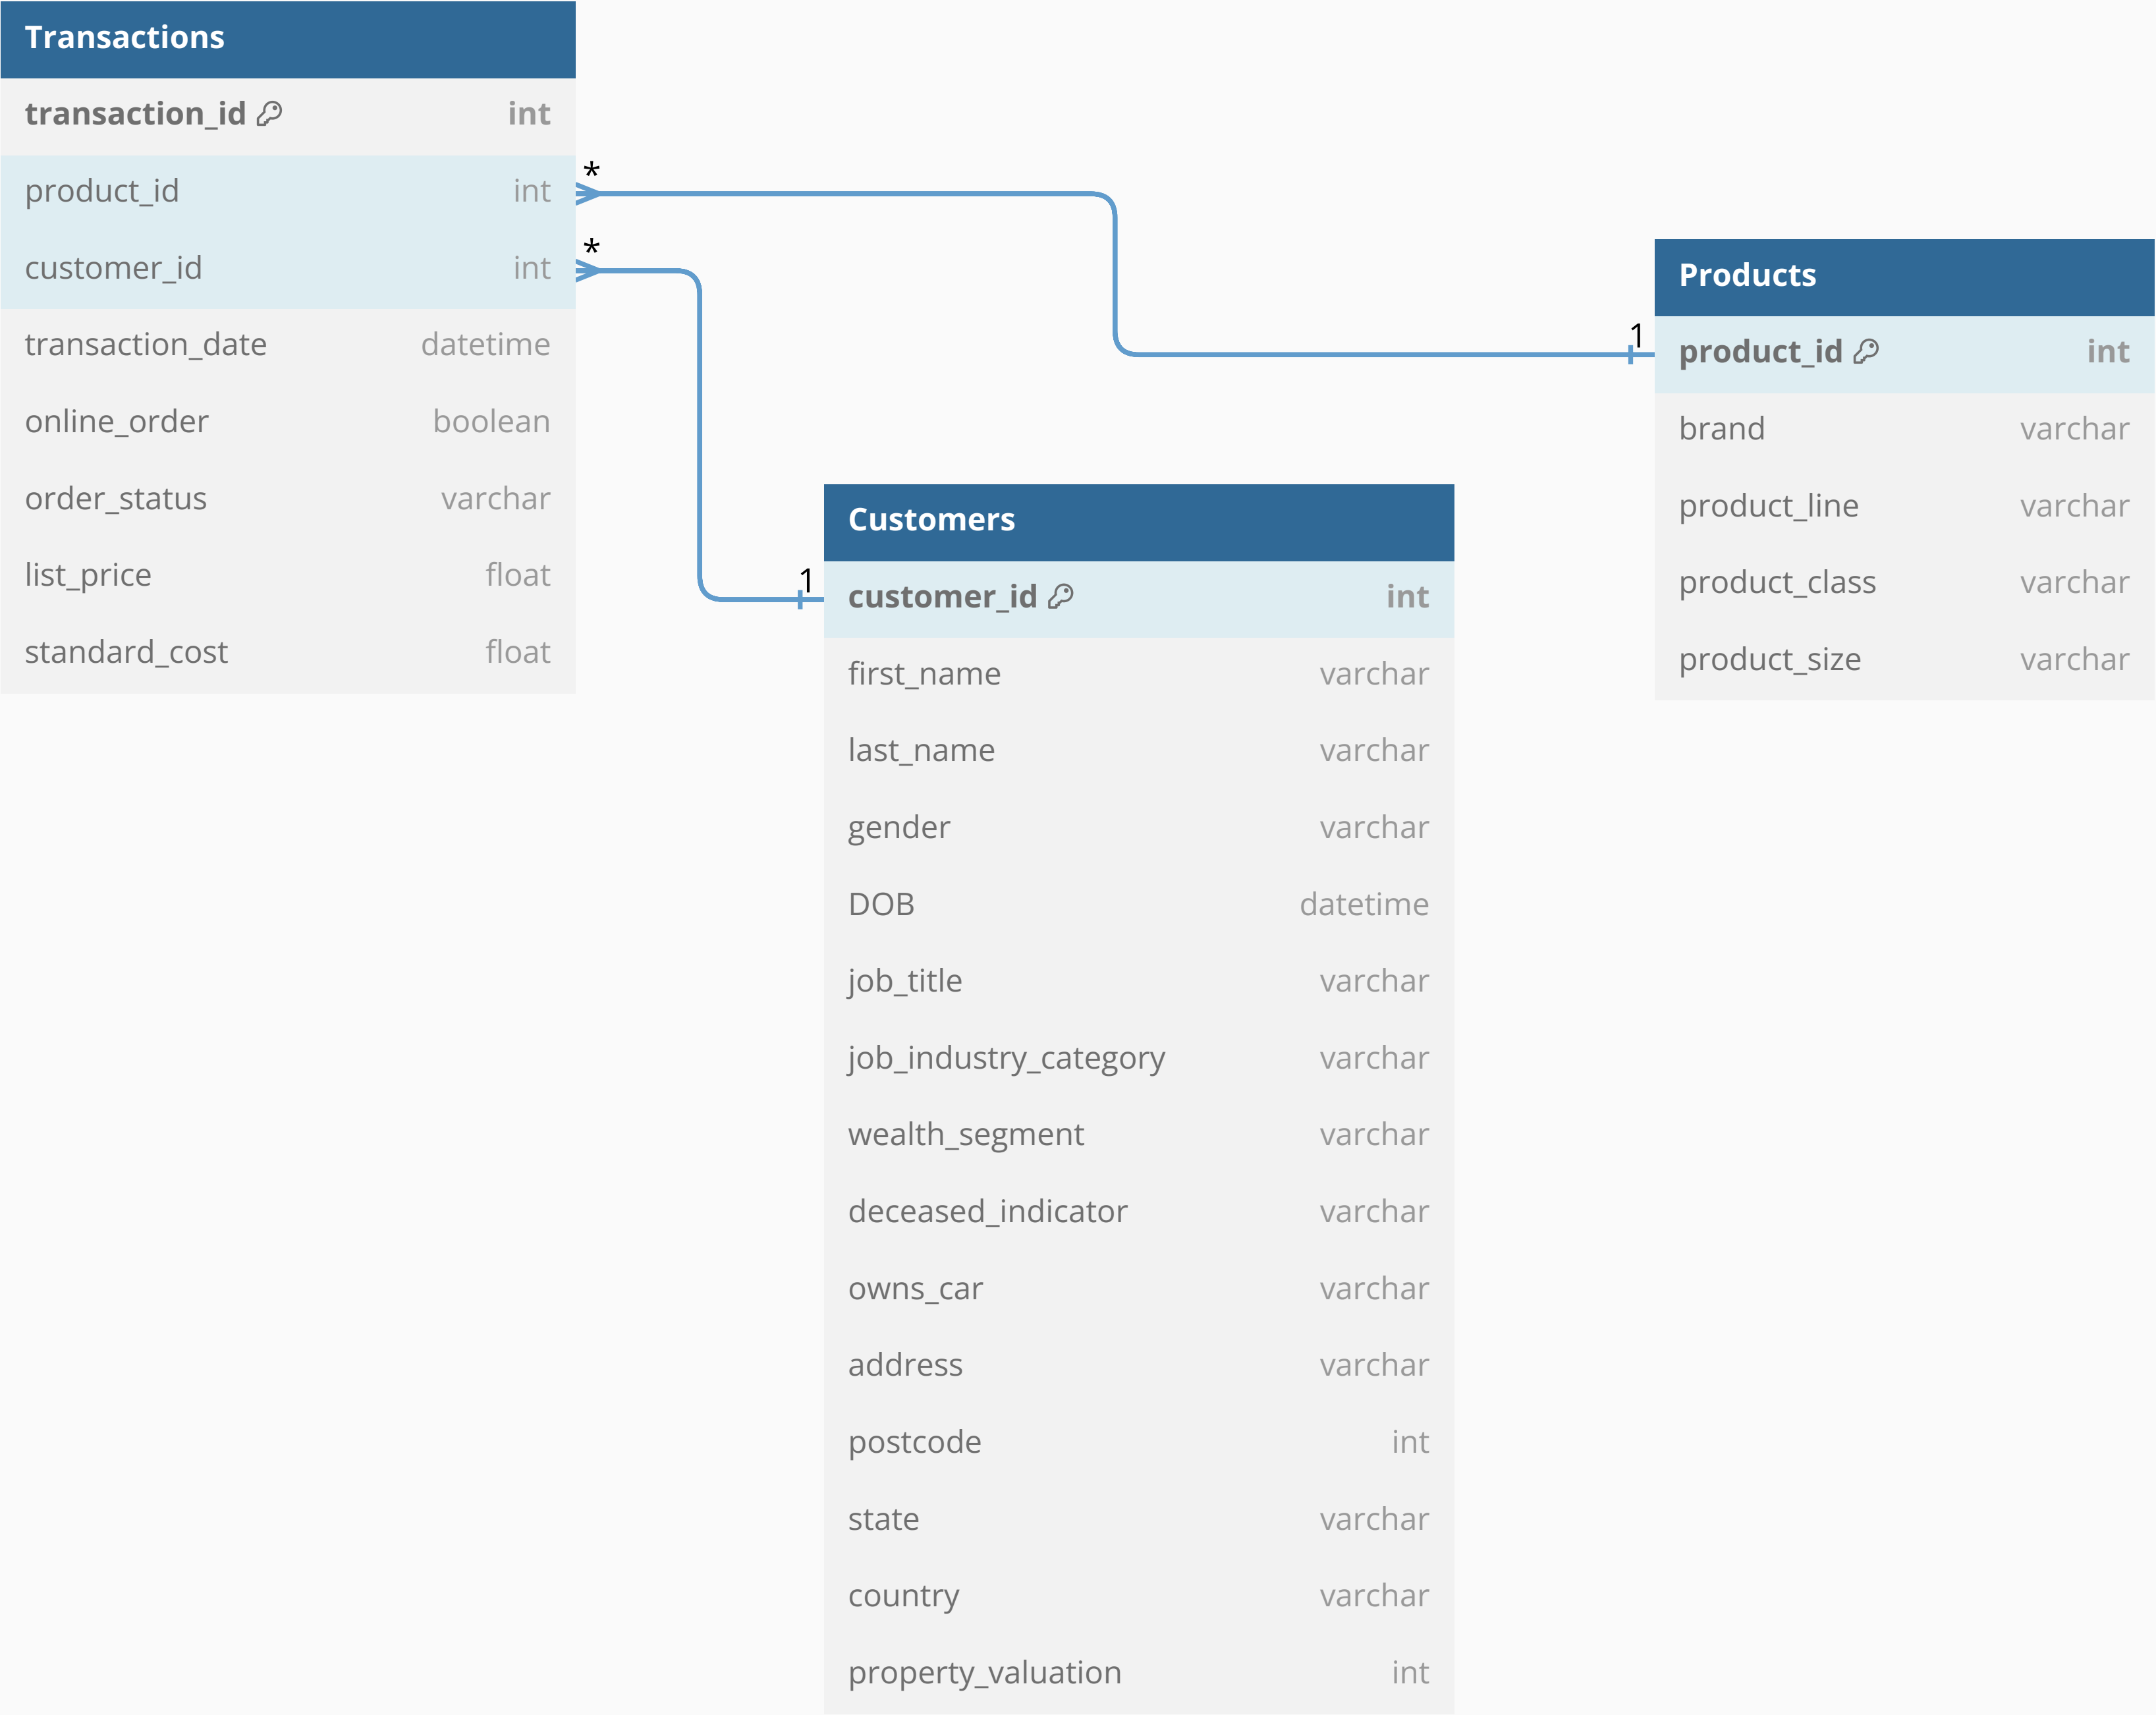 Transactions
transaction_id int
product_id int
customer_id int
transaction_date datetime
online_order boolean
order_status varchar
list_price float
standard_cost float
*
*
1
1
Products
product_id int
brand varchar
product_line varchar
product_class varchar
product_size varchar
Customers
customer_id int
first_name varchar
last_name varchar
gender varchar
DOB datetime
job_title varchar
job_industry_category varchar
wealth_segment varchar
deceased_indicator varchar
owns_car varchar
address varchar
postcode int
state varchar
country varchar
property_valuation int